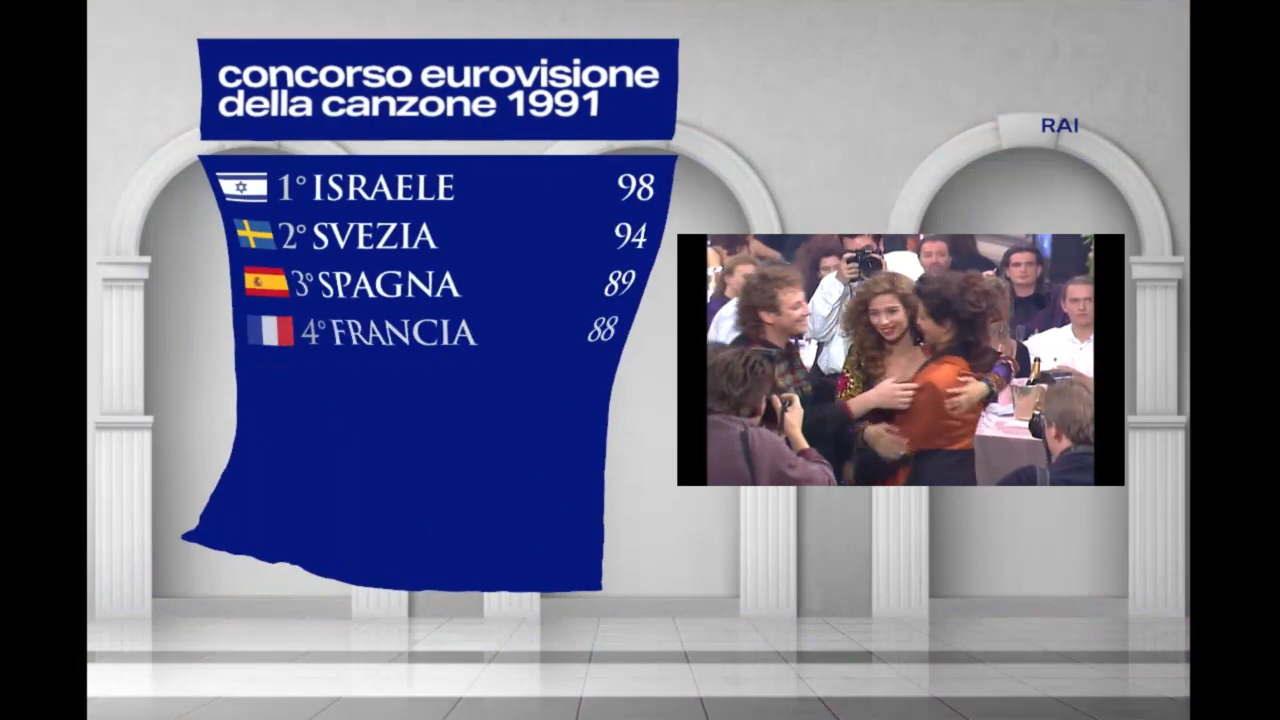 concorso eurovisione
della canzone 1991
RAI
1° ISRAELE 98
2° SVEZIA 94
3° SPAGNA 89
4° FRANCIA 88